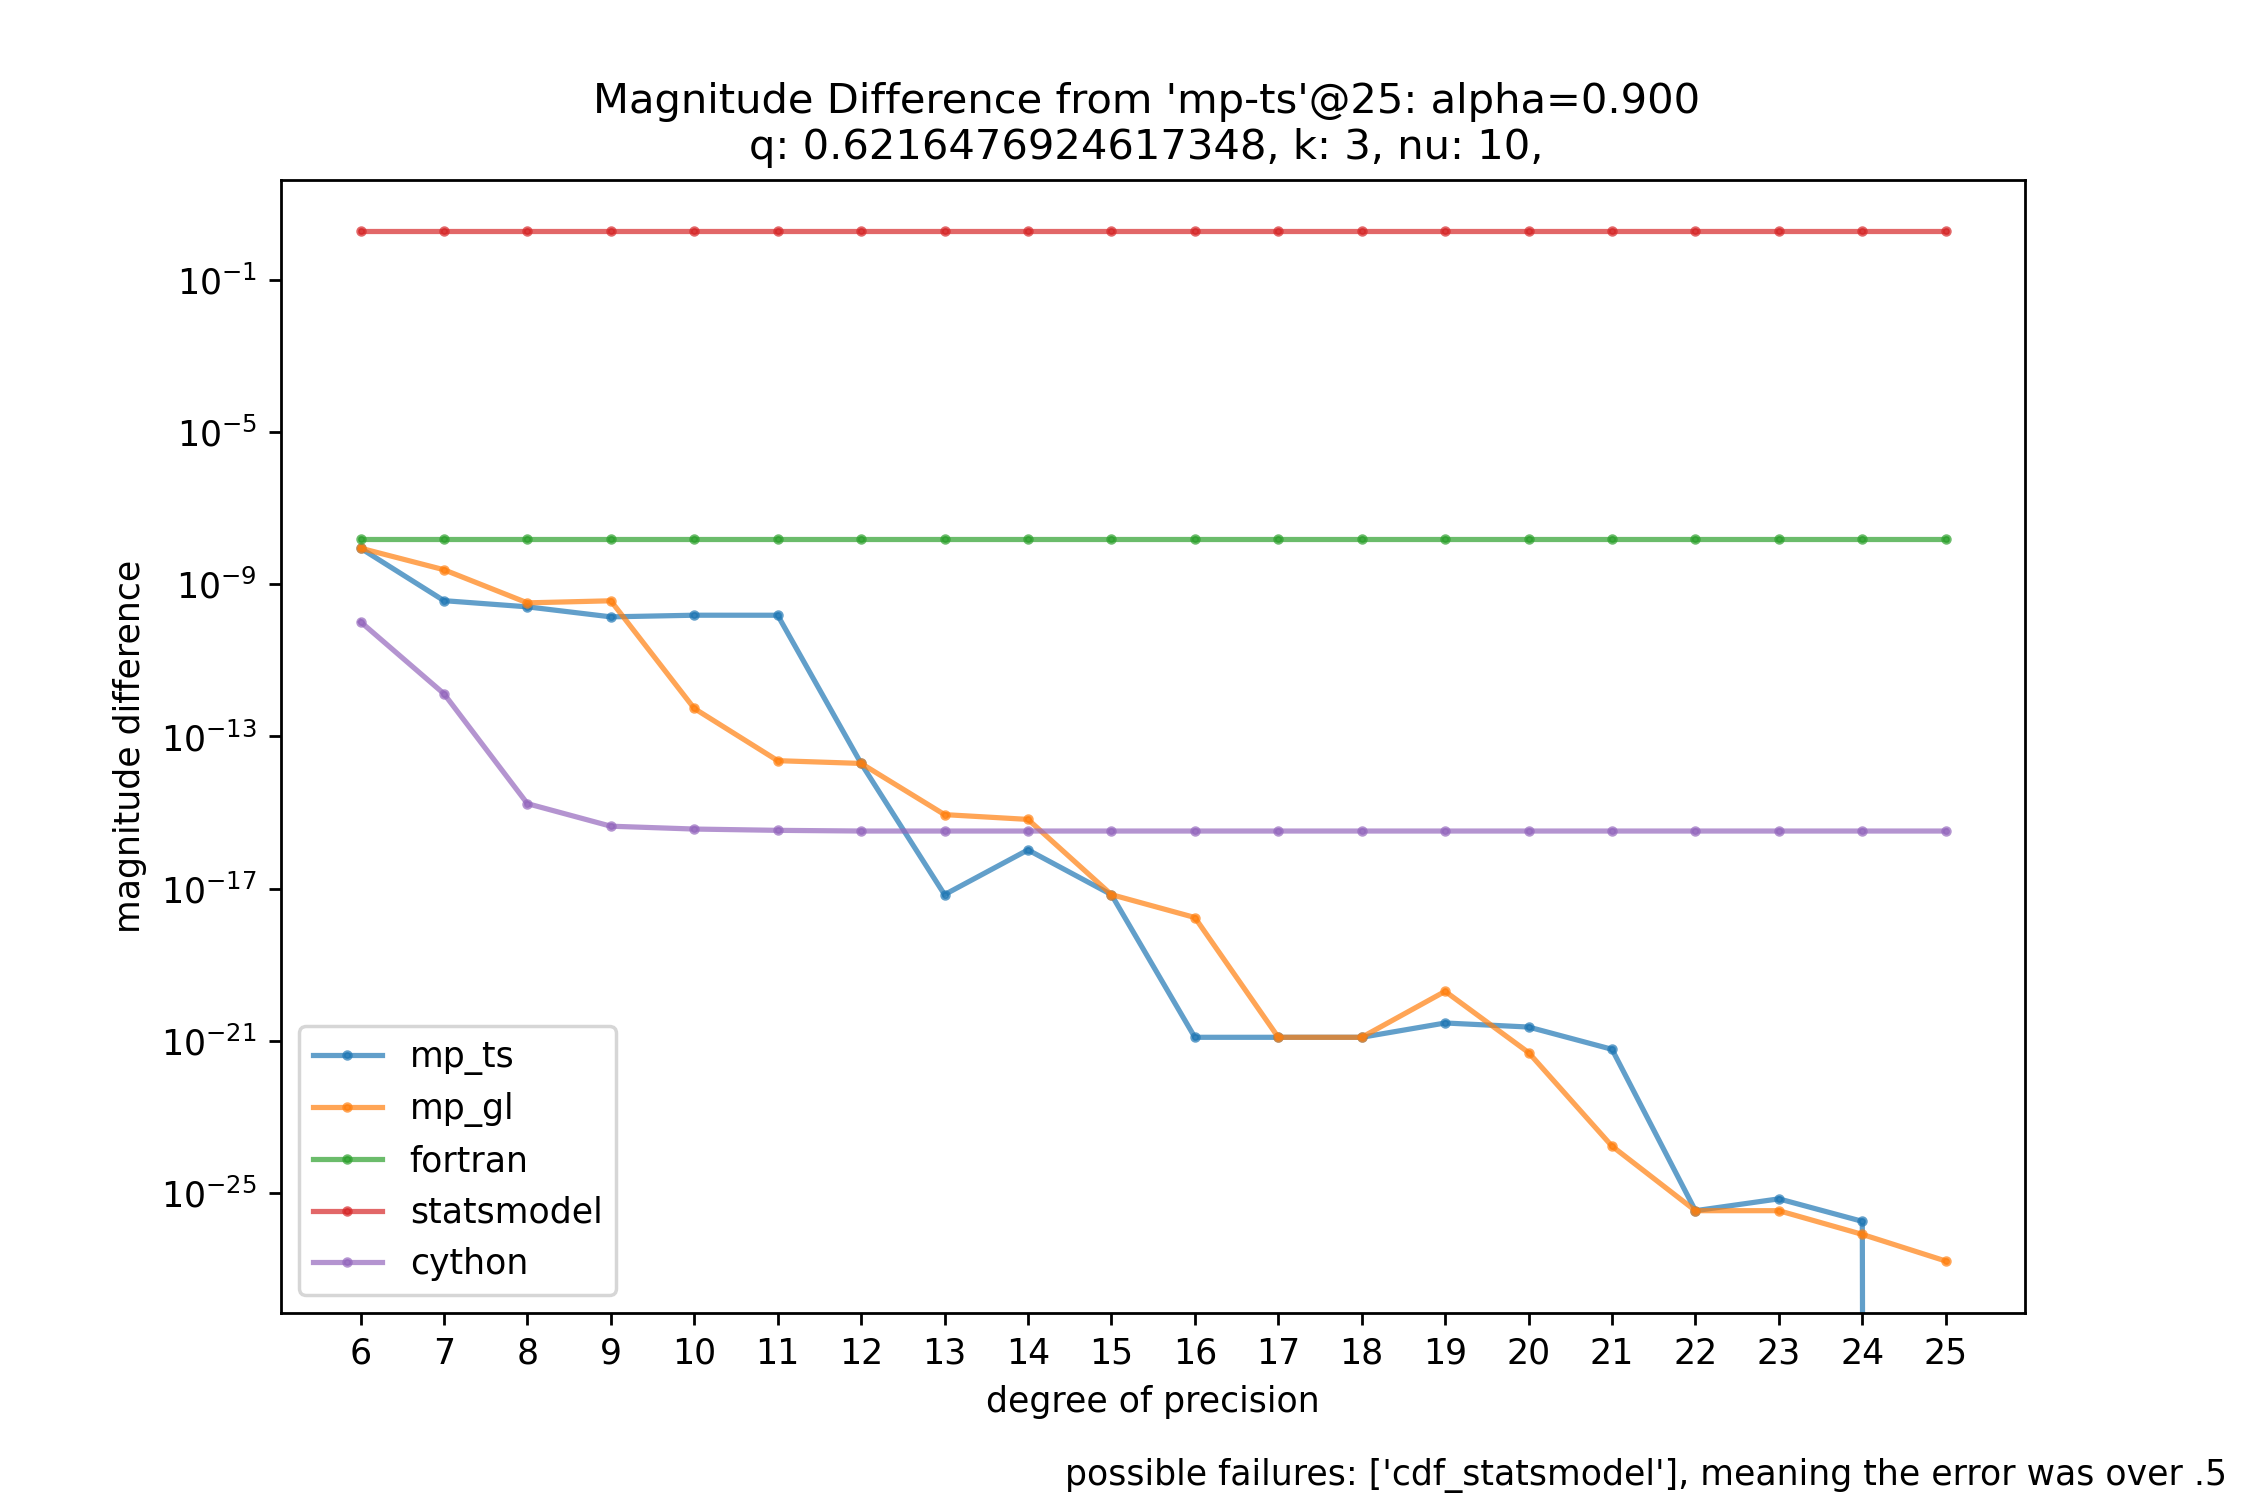 Magnitude Difference from 'mp-ts'@25: alpha=0.900
q: 0.6216476924617348, k: 3, nu: 10,
magnitude difference
10⁻¹
10⁻⁵
10⁻⁹
10⁻¹³
10⁻¹⁷
10⁻²¹
10⁻²⁵
mp_ts
mp_gl
fortran
statsmodel
cython
6 7 8 9 10 11 12 13 14 15 16 17 18 19 20 21 22 23 24 25
degree of precision
possible failures: ['cdf_statsmodel'], meaning the error was over .5